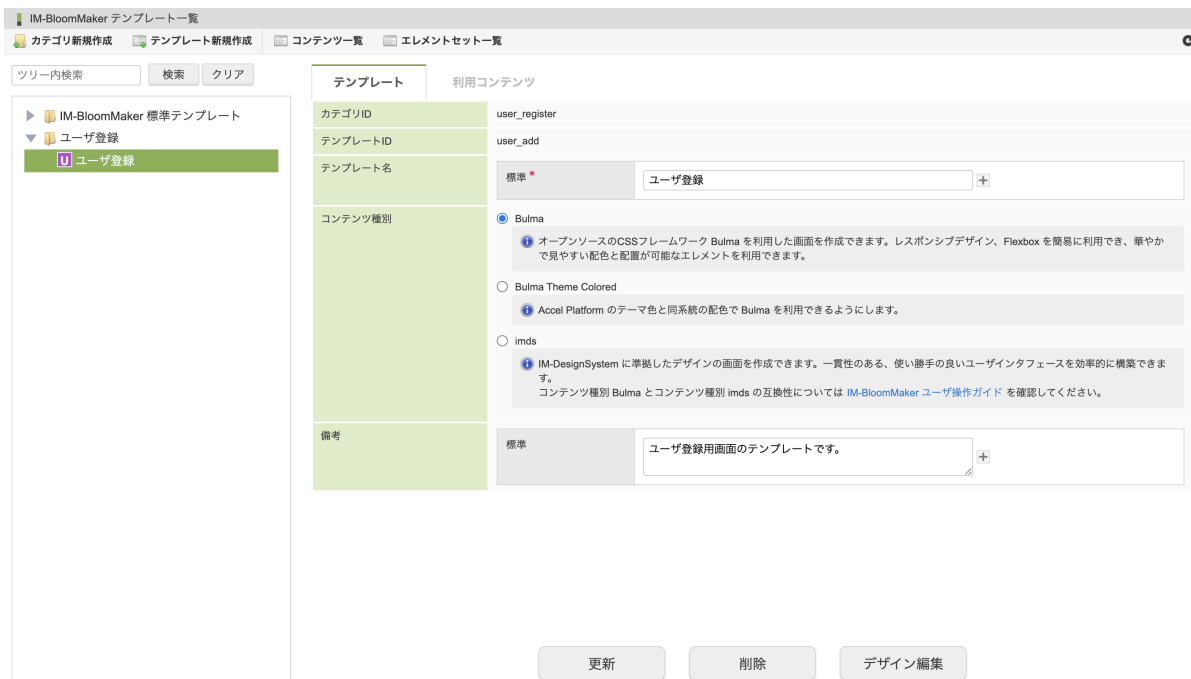 IM-BloomMaker テンプレート一覧
カテゴリ新規作成 テンプレート新規作成 コンテンツ一覧 エレメントセット一覧
ツリー内検索 検索 クリア
IM-BloomMaker 標準テンプレート
ユーザ登録
U ユーザ登録
テンプレート 利用コンテンツ
カテゴリID user_register
テンプレートID user_add
テンプレート名 標準 * ユーザ登録
コンテンツ種別 Bulma
オープンソースのCSSフレームワーク Bulma を利用した画面を作成できます。レスポンシブデザイン、Flexbox を簡易に利用でき、華やか
で見やすい配色と配置が可能なエレメントを利用できます。
Bulma Theme Colored
Accel Platform のテーマ色と同系統の配色で Bulma を利用できるようにします。
imds
IM-DesignSystem に準拠したデザインの画面を作成できます。一貫性のある、使い勝手の良いユーザインタフェースを効率的に構築できま
す。
コンテンツ種別 Bulma とコンテンツ種別 imds の互換性については IM-BloomMaker ユーザ操作ガイド を確認してください。
備考 標準 ユーザ登録用画面のテンプレートです。
更新 削除 デザイン編集